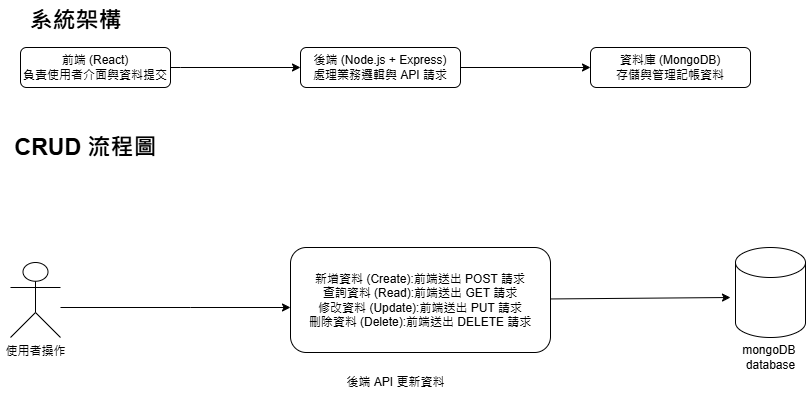 系統架構
前端 (React)
負責使用者介面與資料提交
後端 (Node.js + Express)
處理業務邏輯與 API 請求
資料庫 (MongoDB)
存儲與管理記帳資料
CRUD 流程圖
新增資料 (Create):前端送出 POST 請求
查詢資料 (Read):前端送出 GET 請求
修改資料 (Update):前端送出 PUT 請求
刪除資料 (Delete):前端送出 DELETE 請求
使用者操作
mongoDB
database
後端 API 更新資料